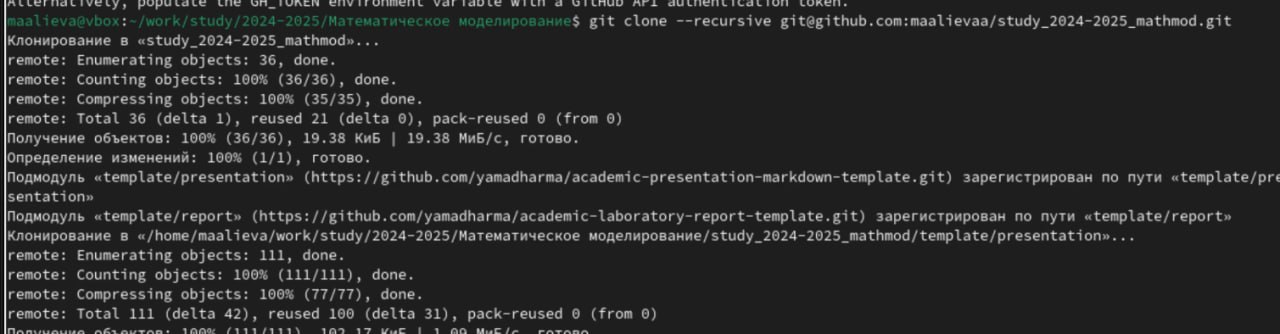 Alternatively, populate the GH_TOKEN environment variable with a GitHub API authentication token.
maalieva@vbox:~/work/study/2024-2025/Математическое моделирование$ git clone --recursive git@github.com:maalievaa/study_2024-2025_mathmod.git
Клонирование в «study_2024-2025_mathmod»...
remote: Enumerating objects: 36, done.
remote: Counting objects: 100% (36/36), done.
remote: Compressing objects: 100% (35/35), done.
remote: Total 36 (delta 1), reused 21 (delta 0), pack-reused 0 (from 0)
Получение объектов: 100% (36/36), 19.38 КиБ | 19.38 МиБ/с, готово.
Определение изменений: 100% (1/1), готово.
Подмодуль «template/presentation» (https://github.com/yamadharma/academic-presentation-markdown-template.git) зарегистрирован по пути «template/pre
sentation»
Подмодуль «template/report» (https://github.com/yamadharma/academic-laboratory-report-template.git) зарегистрирован по пути «template/report»
Клонирование в «/home/maalieva/work/study/2024-2025/Математическое моделирование/study_2024-2025_mathmod/template/presentation»...
remote: Enumerating objects: 111, done.
remote: Counting objects: 100% (111/111), done.
remote: Compressing objects: 100% (77/77), done.
remote: Total 111 (delta 42), reused 100 (delta 31), pack-reused 0 (from 0)
Получение объектов: 100% (111/111), 102.17 КиБ | 1.09 МиБ/с, готово.